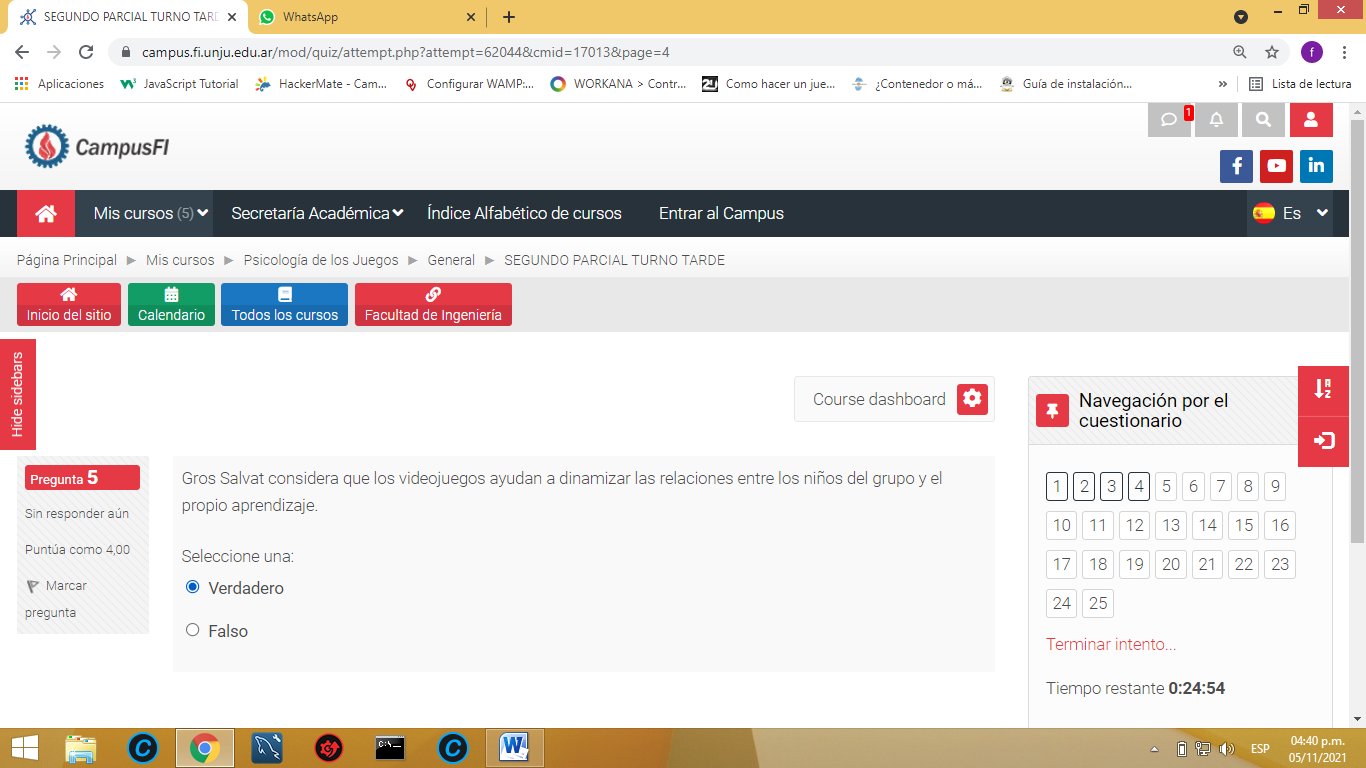 SEGUNDO PARCIAL TURNO TARD
WhatsApp
campus.fi.unju.edu.ar/mod/quiz/attempt.php?attempt=62044&cmid=17013&page=4
f
Aplicaciones
JavaScript Tutorial
HackerMate - Cam...
Configurar WAMP:...
WORKANA > Contr...
Como hacer un jue...
¿Contenedor o má...
Guía de instalación...
»
Lista de lectura
CampusFI
1
Mis cursos (5)
Secretaría Académica
Índice Alfabético de cursos
Entrar al Campus
Es
Página Principal ► Mis cursos ► Psicología de los Juegos ► General ► SEGUNDO PARCIAL TURNO TARDE
Inicio del sitio
Calendario
Todos los cursos
Facultad de Ingeniería
Hide sidebars
Course dashboard
Pregunta 5
Sin responder aún
Puntúa como 4,00
Marcar
pregunta
Gros Salvat considera que los videojuegos ayudan a dinamizar las relaciones entre los niños del grupo y el
propio aprendizaje.
Seleccione una:
Verdadero
Falso
Navegación por el
cuestionario
1 2 3 4 5 6 7 8 9
10 11 12 13 14 15 16
17 18 19 20 21 22 23
24 25
Terminar intento...
Tiempo restante 0:24:54
ESP
04:40 p.m.
05/11/2021